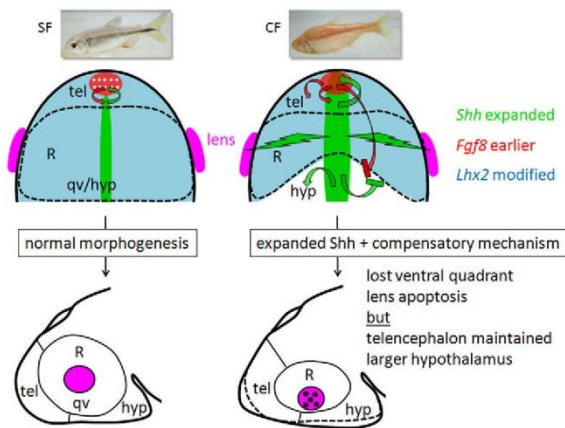 SF
CF
tel
R
qv/hyp
lens
tel
R
hyp
Shh expanded
Fgf8 earlier
Lhx2 modified
normal morphogenesis
expanded Shh + compensatory mechanism
lost ventral quadrant
lens apoptosis
but
telencephalon maintained
larger hypothalamus
R
tel
qv
hyp
R
tel
hyp